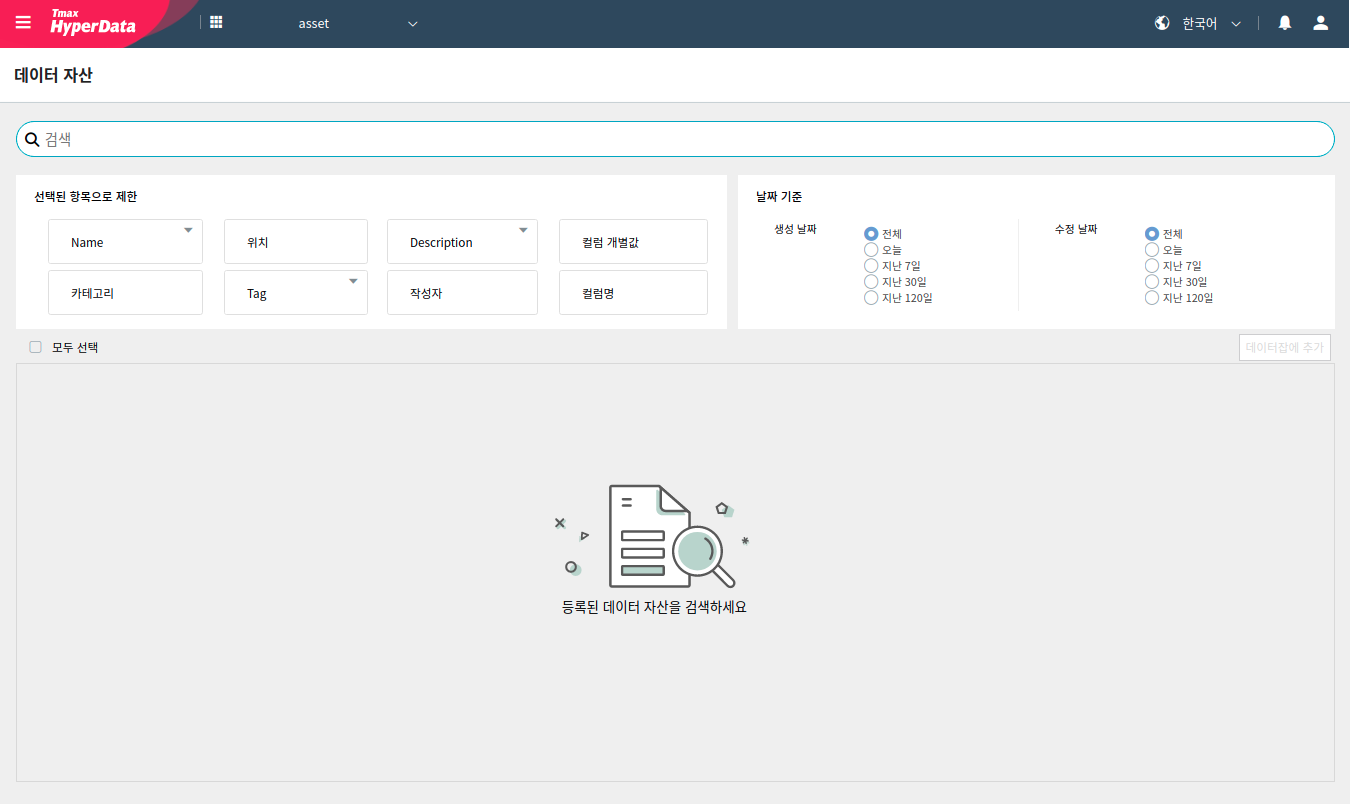 Tmax
HyperData
asset
한국어
데이터 자산
검색
선택된 항목으로 제한
Name
위치
Description
컬럼 개별값
카테고리
Tag
작성자
컬럼명
날짜 기준
생성 날짜
전체
오늘
지난 7일
지난 30일
지난 120일
수정 날짜
전체
오늘
지난 7일
지난 30일
지난 120일
모두 선택
데이터잡에 추가
등록된 데이터 자산을 검색하세요